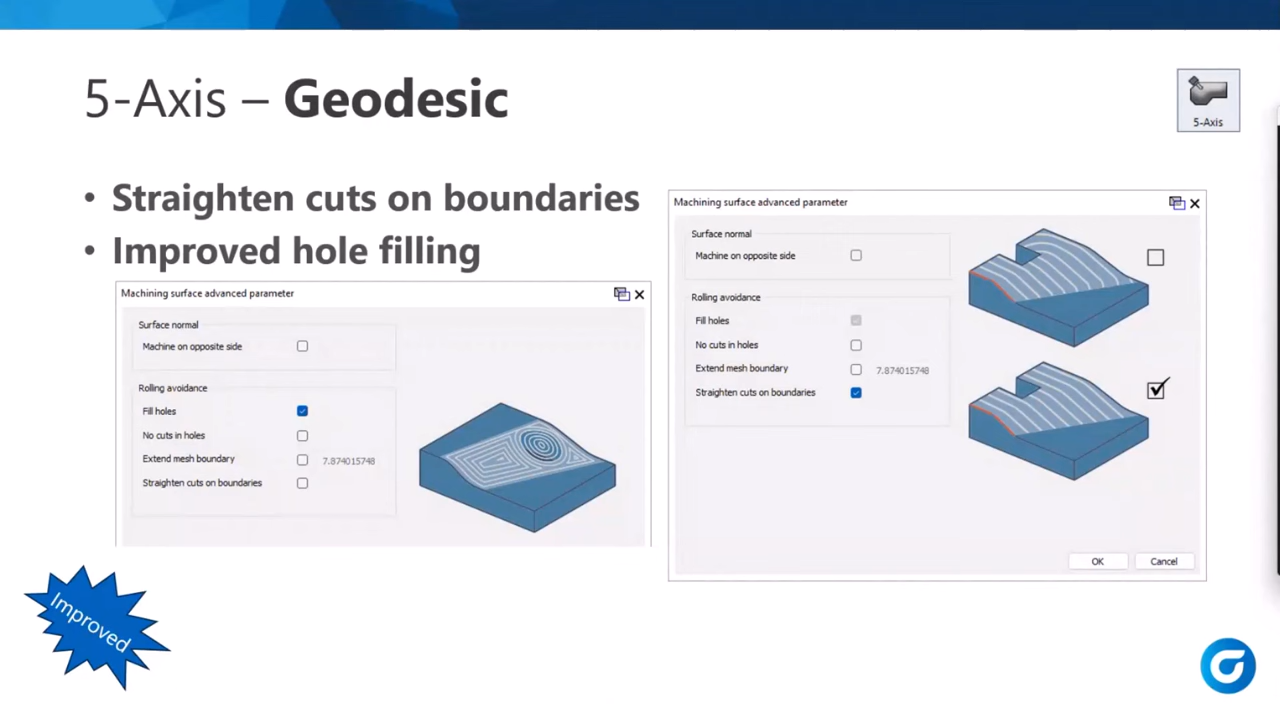 5-Axis – Geodesic
5-Axis
• Straighten cuts on boundaries
• Improved hole filling
Machining surface advanced parameter
Surface normal
Machine on opposite side
Rolling avoidance
Fill holes
No cuts in holes
Extend mesh boundary 7.874015748
Straighten cuts on boundaries
Machining surface advanced parameter
Surface normal
Machine on opposite side
Rolling avoidance
Fill holes
No cuts in holes
Extend mesh boundary 7.874015748
Straighten cuts on boundaries
OK Cancel
Improved